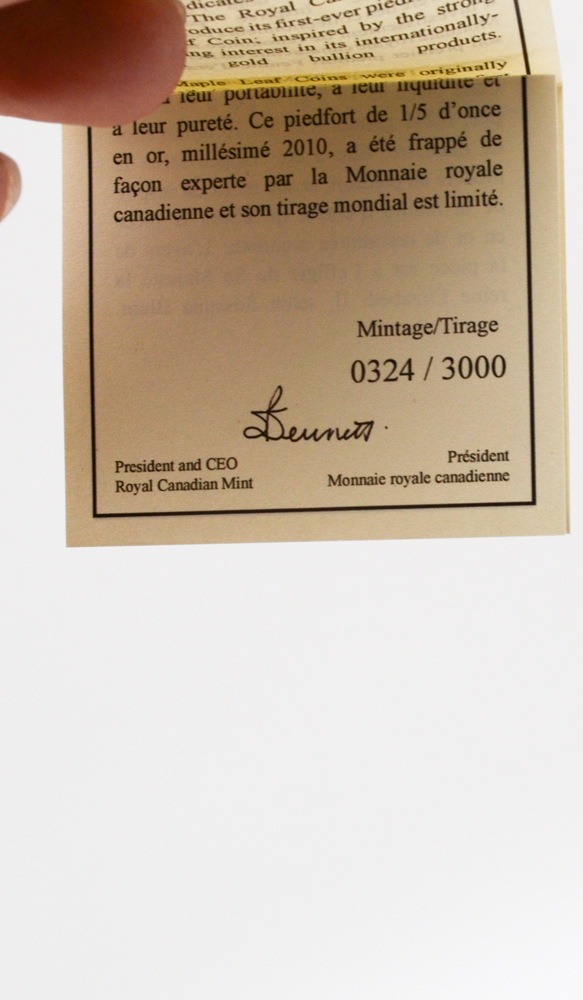 The Royal
its first-ever
Coin; inspired by the strong
interest in its internationally-
gold bullion products.
Maple Leaf Coins were originally
leur portabilité, à leur liquidité et
à leur pureté. Ce piedfort de 1/5 d’once
en or, millésimé 2010, a été frappé de
façon experte par la Monnaie royale
canadienne et son tirage mondial est limité.
Mintage/Tirage
0324 / 3000
Bennett
President and CEO
Royal Canadian Mint
Président
Monnaie royale canadienne